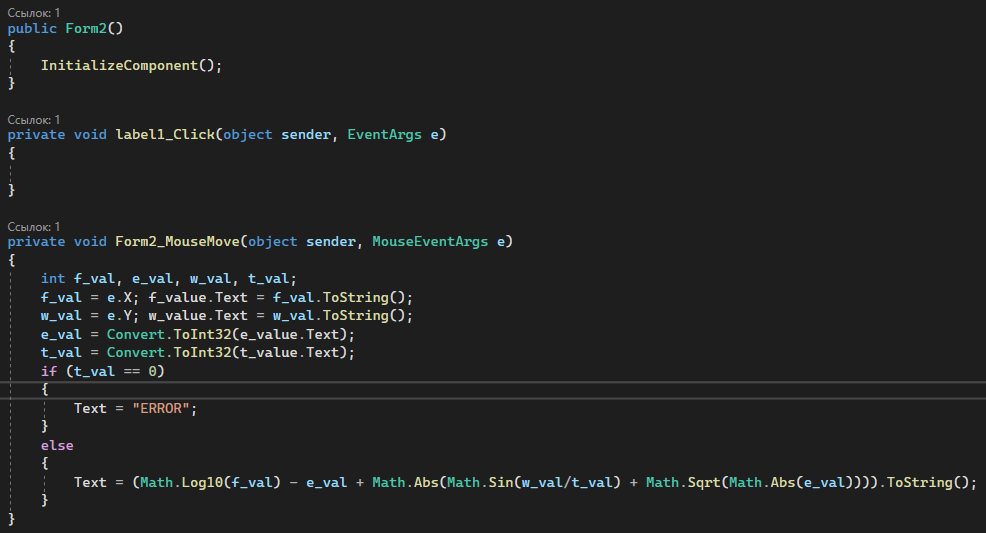 Ссылок: 1
public Form2()
{
    InitializeComponent();
}
Ссылок: 1
private void label1_Click(object sender, EventArgs e)
{
}
Ссылок: 1
private void Form2_MouseMove(object sender, MouseEventArgs e)
{
    int f_val, e_val, w_val, t_val;
    f_val = e.X; f_value.Text = f_val.ToString();
    w_val = e.Y; w_value.Text = w_val.ToString();
    e_val = Convert.ToInt32(e_value.Text);
    t_val = Convert.ToInt32(t_value.Text);
    if (t_val == 0)
    {
        Text = "ERROR";
    }
    else
    {
        Text = (Math.Log10(f_val) - e_val + Math.Abs(Math.Sin(w_val/t_val) + Math.Sqrt(Math.Abs(e_val)))).ToString();
    }
}